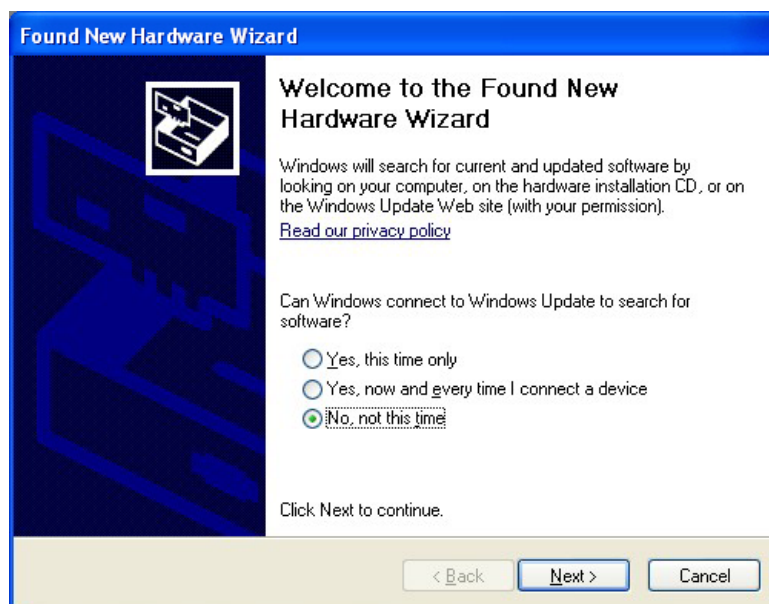 Found New Hardware Wizard
Welcome to the Found New
Hardware Wizard
Windows will search for current and updated software by
looking on your computer, on the hardware installation CD, or on
the Windows Update Web site (with your permission).
Read our privacy policy
Can Windows connect to Windows Update to search for
software?
Yes, this time only
Yes, now and every time I connect a device
No, not this time
Click Next to continue.
< Back
Next >
Cancel